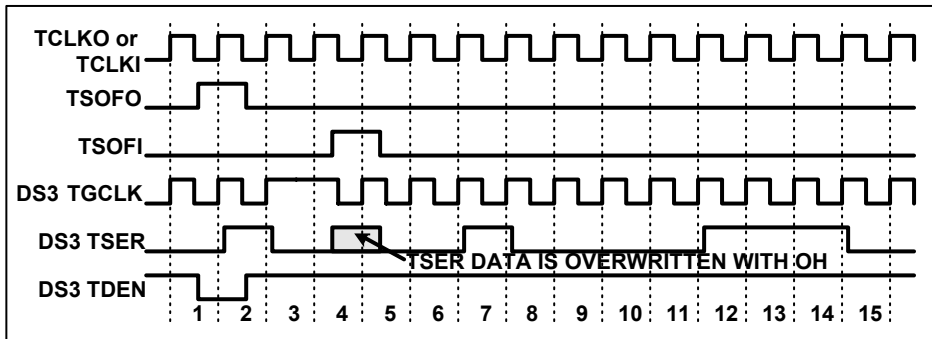 TCLKO or
TCLKI
TSOFO
TSOFI
DS3 TGCLK
DS3 TSER
TSER DATA IS OVERWRITTEN WITH OH
DS3 TDEN
1 2 3 4 5 6 7 8 9 10 11 12 13 14 15